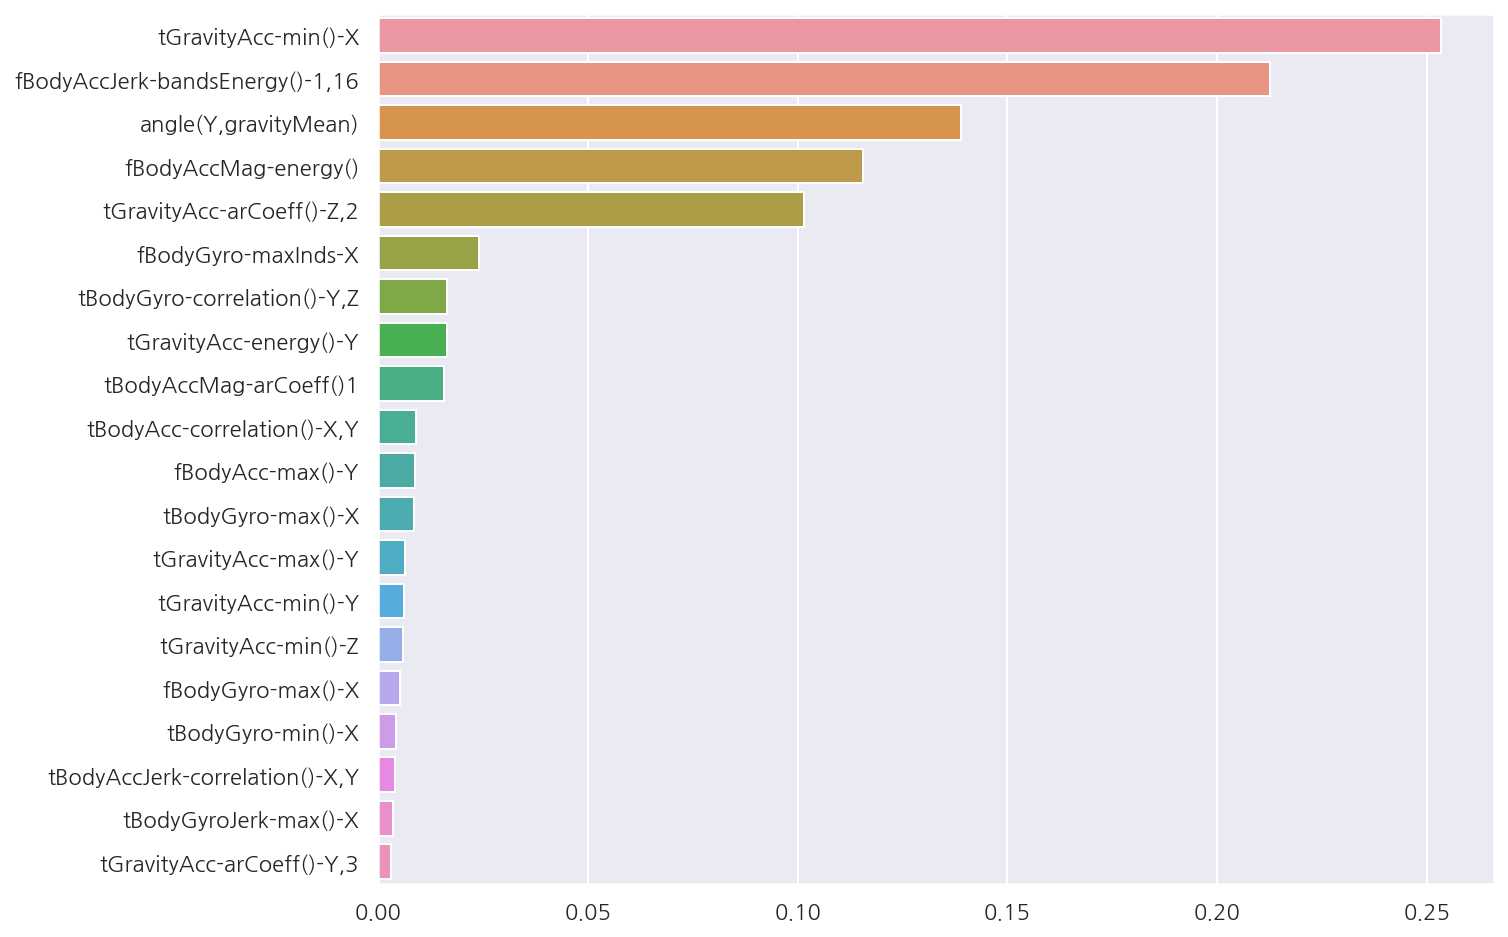 tGravityAcc-min()-X
fBodyAccJerk-bandsEnergy()-1,16
angle(Y,gravityMean)
fBodyAccMag-energy()
tGravityAcc-arCoeff()-Z,2
fBodyGyro-maxInds-X
tBodyGyro-correlation()-Y,Z
tGravityAcc-energy()-Y
tBodyAccMag-arCoeff()1
tBodyAcc-correlation()-X,Y
fBodyAcc-max()-Y
tBodyGyro-max()-X
tGravityAcc-max()-Y
tGravityAcc-min()-Y
tGravityAcc-min()-Z
fBodyGyro-max()-X
tBodyGyro-min()-X
tBodyAccJerk-correlation()-X,Y
tBodyGyroJerk-max()-X
tGravityAcc-arCoeff()-Y,3
0.00 0.05 0.10 0.15 0.20 0.25